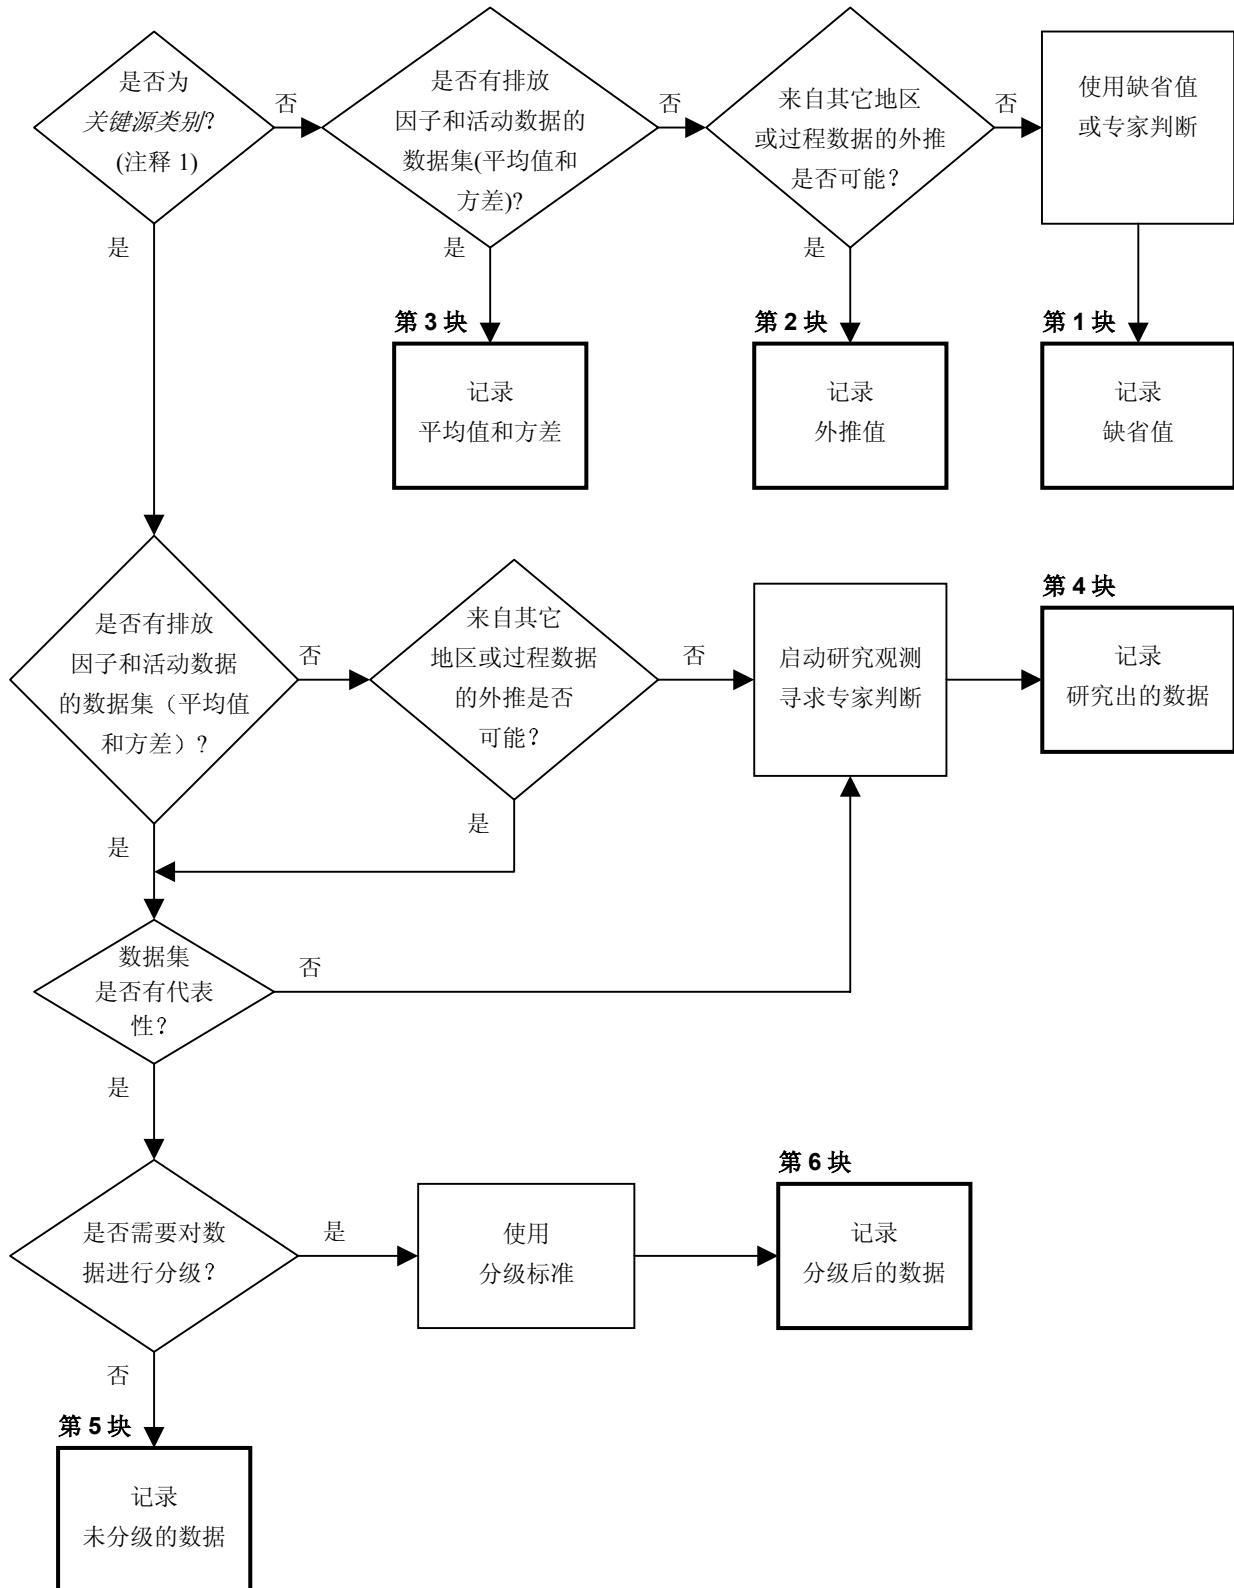 是否为
关键源类别?
(注释 1)
否
是
是否有排放
因子和活动数据的
数据集(平均值和
方差)?
否
是
来自其它地区
或过程数据的外推
是否可能？
否
是
使用缺省值
或专家判断
第 3 块
记录
平均值和方差
第 2 块
记录
外推值
第 1 块
记录
缺省值
是否有排放
因子和活动数据
的数据集（平均值
和方差）?
否
是
来自其它
地区或过程数据
的外推是否
可能？
否
是
启动研究观测
寻求专家判断
第 4 块
记录
研究出的数据
数据集
是否有代表
性？
否
是
是否需要对数
据进行分级？
是
否
使用
分级标准
第 6 块
记录
分级后的数据
第 5 块
记录
未分级的数据